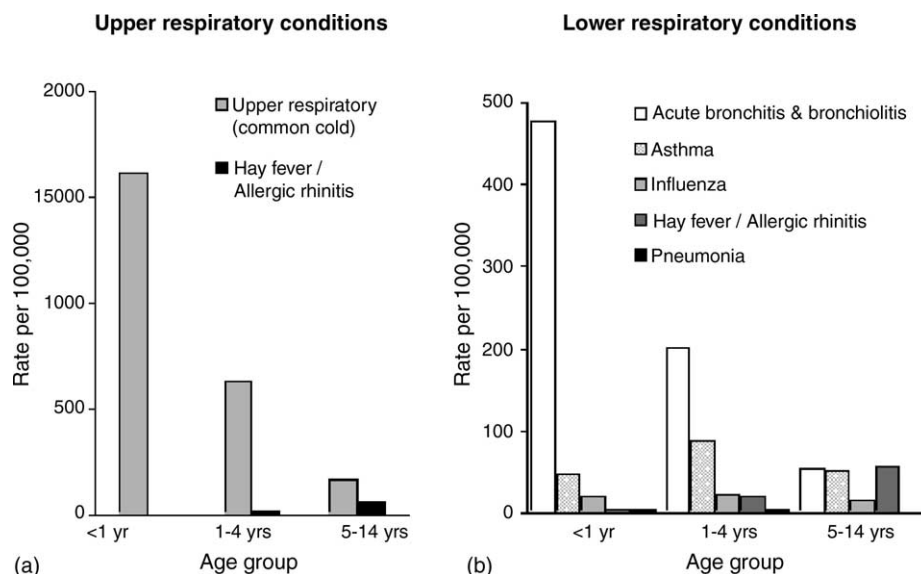 Upper respiratory conditions
2000
15000
1000
500
0
Rate per 100,000
Upper respiratory
(common cold)
Hay fever /
Allergic rhinitis
<1 yr
1-4 yrs
5-14 yrs
Age group
(a)
Lower respiratory conditions
500
400
300
200
100
0
Rate per 100,000
Acute bronchitis & bronchiolitis
Asthma
Influenza
Hay fever / Allergic rhinitis
Pneumonia
<1 yr
1-4 yrs
5-14 yrs
Age group
(b)